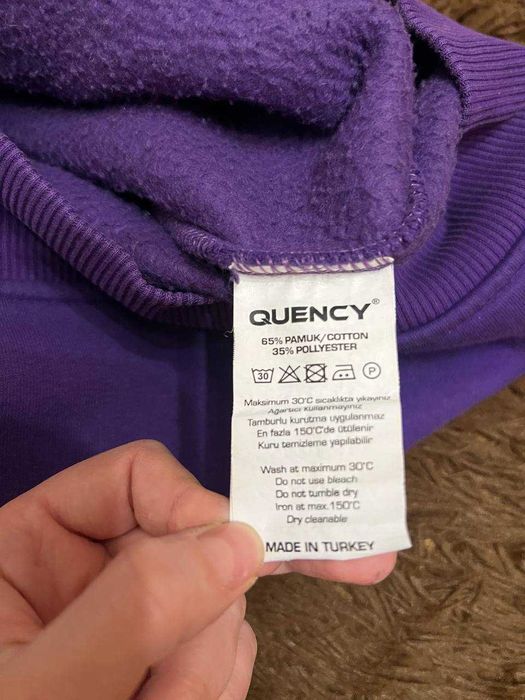 QUENCY®
65% PAMUK/COTTON
35% POLLYESTER
30 P
Maksimum 30°C sıcaklıkta yıkayınız
Ağartıcı kullanmayınız
Tamburlu kurutma uygulanmaz
En fazla 150°C'de ütülenir
Kuru temizleme yapılabilir
Wash at maximum 30°C
Do not use bleach
Do not tumble dry
Iron at max.150°C
Dry cleanable
MADE IN TURKEY